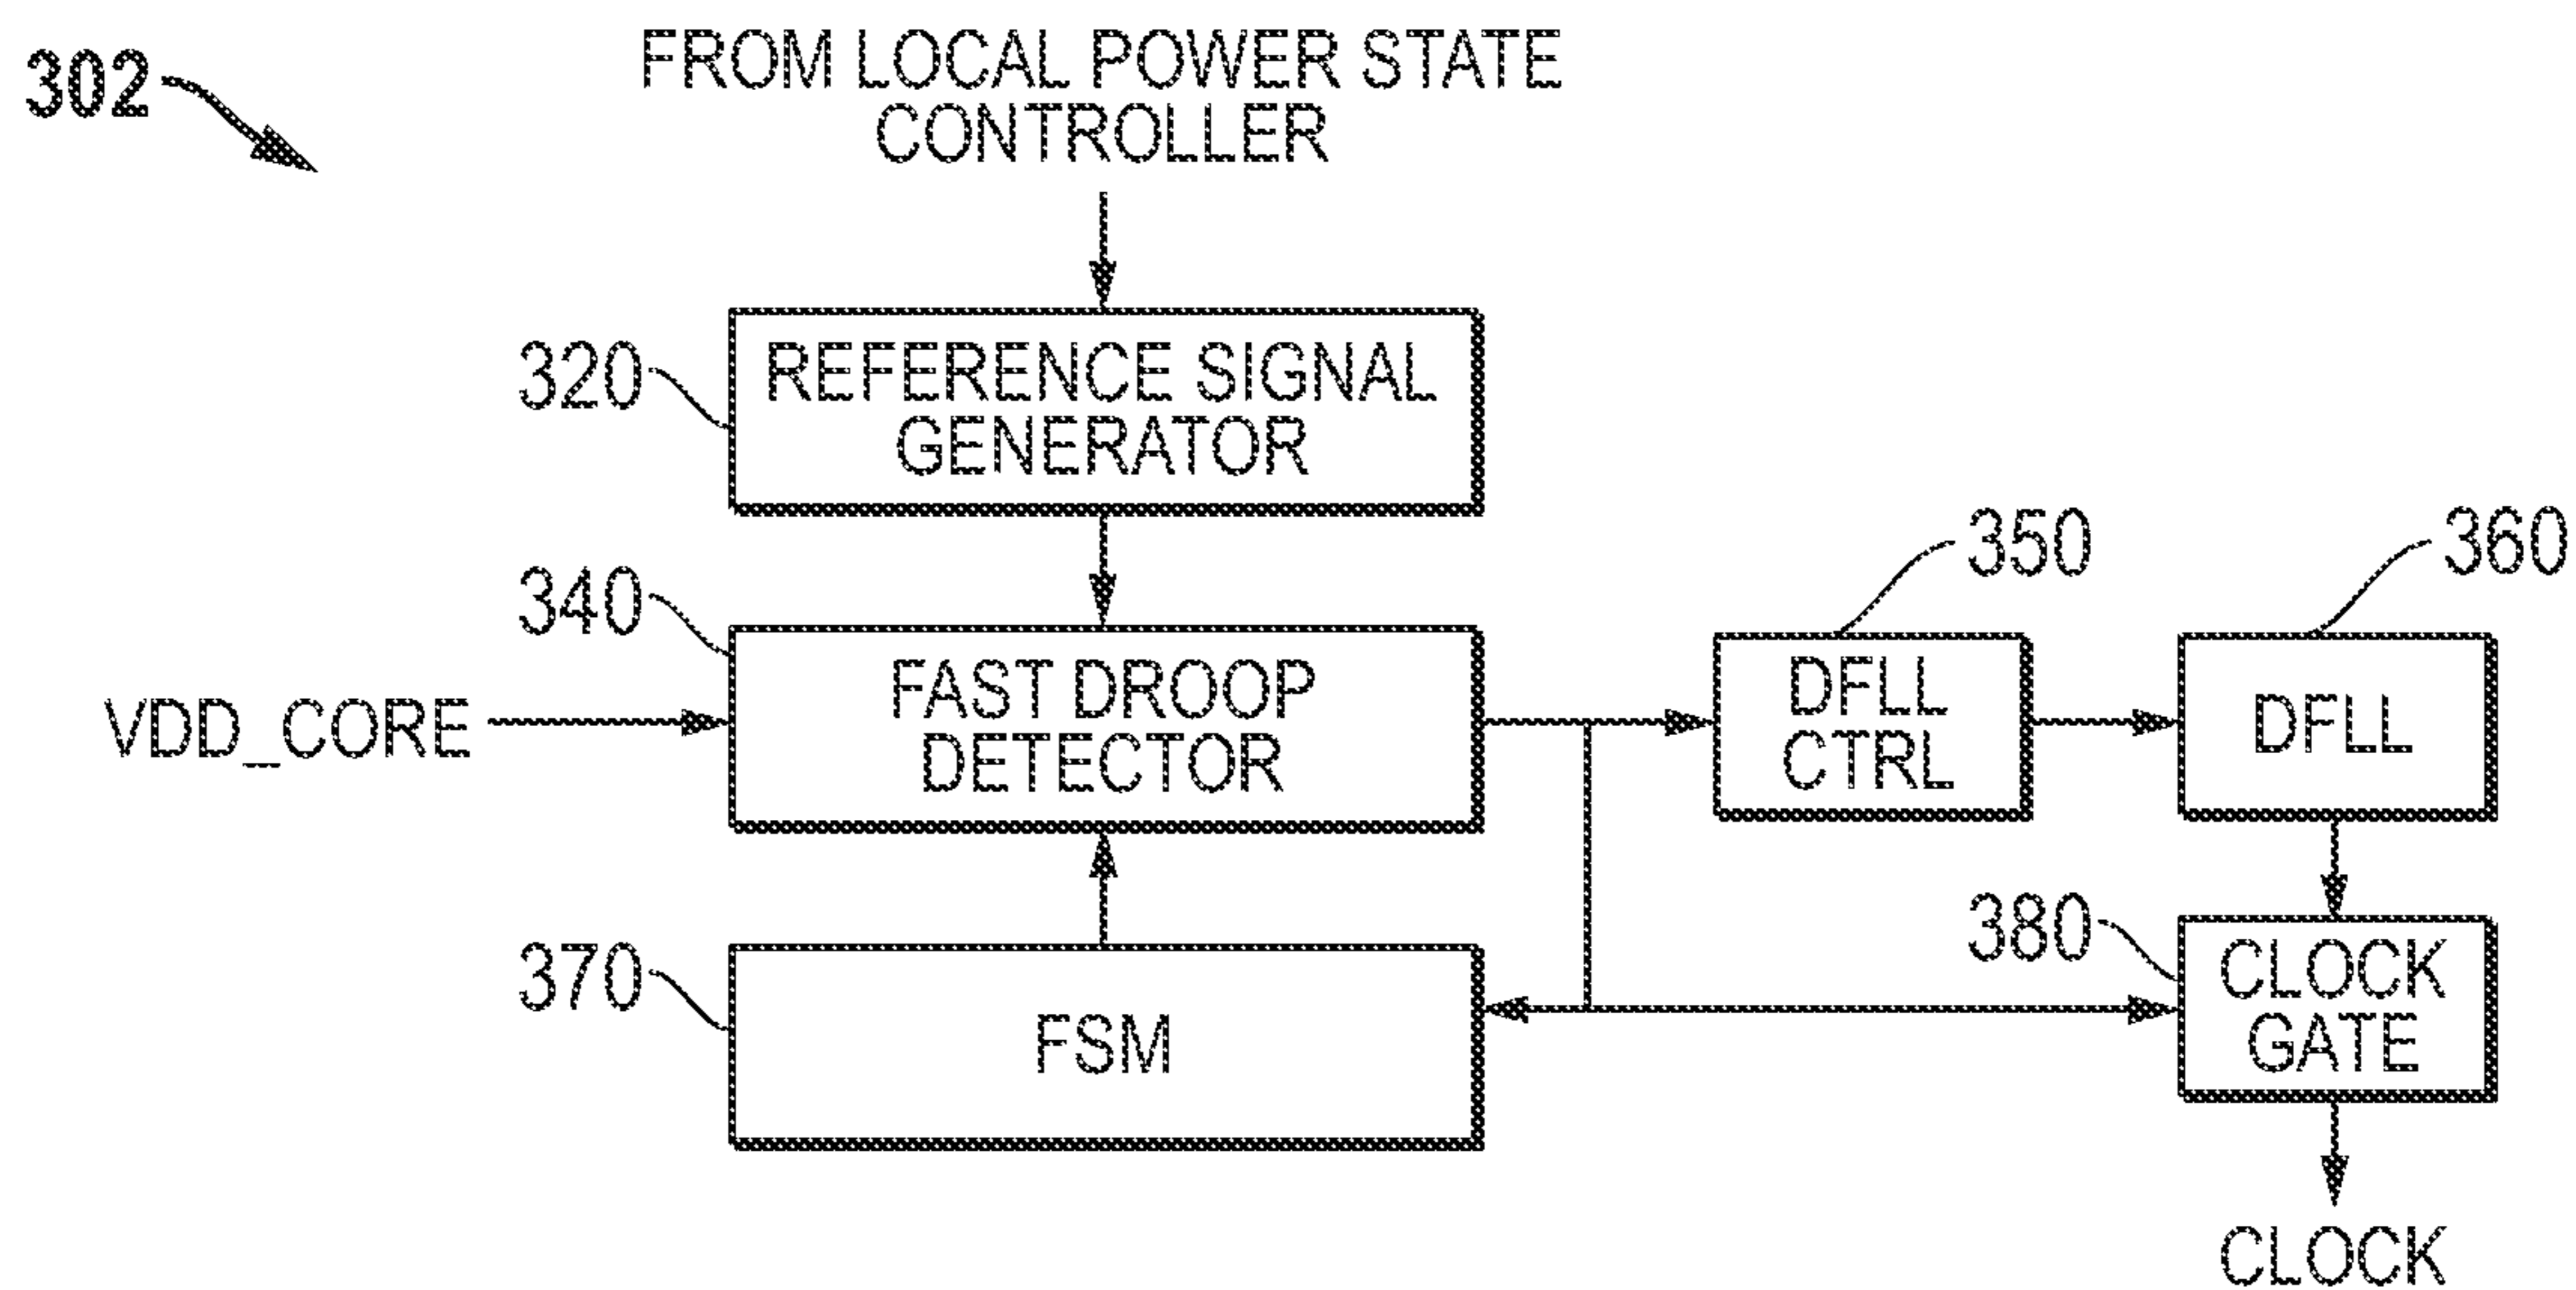 302
FROM LOCAL POWER STATE
CONTROLLER
320
REFERENCE SIGNAL
GENERATOR
340
FAST DROOP
DETECTOR
VDD_CORE
350
DFLL
CTRL
360
DFLL
370
FSM
380
CLOCK
GATE
CLOCK